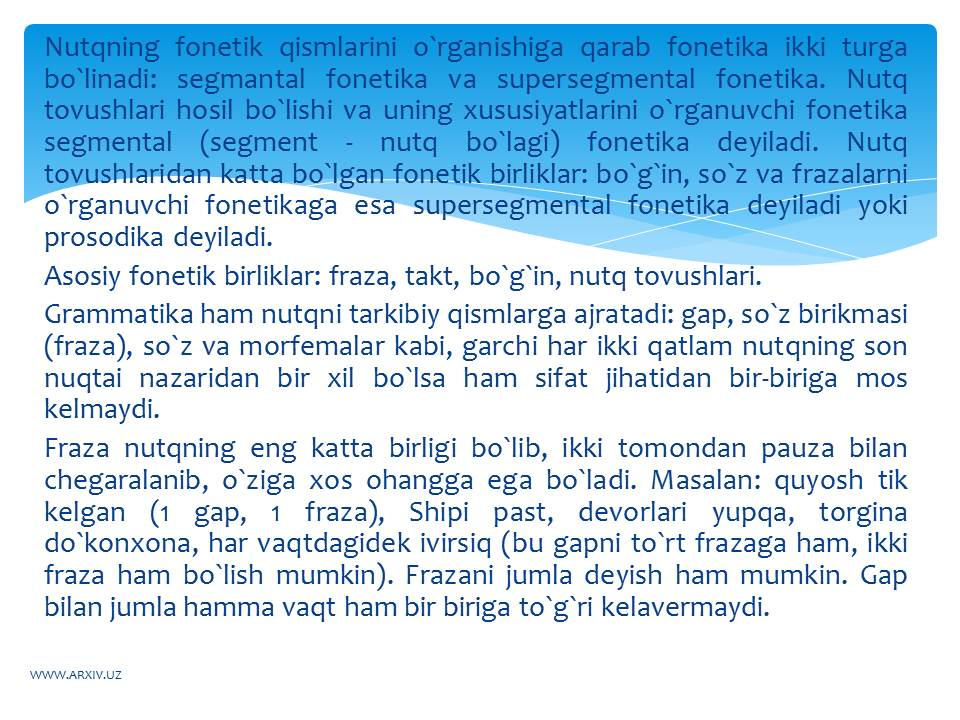 Nutqning fonetik qismlarini o`rganishiga qarab fonetika ikki turga
bo`linadi: segmantal fonetika va supersegmental fonetika. Nutq
tovushlari hosil bo`lishi va uning xususiyatlarini o`rganuvchi fonetika
segmental (segment - nutq bo`lagi) fonetika deyiladi. Nutq
tovushlaridan katta bo`lgan fonetik birliklar: bo`g`in, so`z va frazalarni
o`rganuvchi fonetikaga esa supersegmental fonetika deyiladi yoki
prosodika deyiladi.
Asosiy fonetik birliklar: fraza, takt, bo`g`in, nutq tovushlari.
Grammatika ham nutqni tarkibiy qismlarga ajratadi: gap, so`z birikmasi
(fraza), so`z va morfemalar kabi, garchi har ikki qatlam nutqning son
nuqtai nazaridan bir xil bo`lsa ham sifat jihatidan bir-biriga mos
kelmaydi.
Fraza nutqning eng katta birligi bo`lib, ikki tomondan pauza bilan
chegaralanib, o`ziga xos ohangga ega bo`ladi. Masalan: quyosh tik
kelgan (1 gap, 1 fraza), Shipi past, devorlari yupqa, torgina
do`konxona, har vaqtdagidek ivirsiq (bu gapni to`rt frazaga ham, ikki
fraza ham bo`lish mumkin). Frazani jumla deyish ham mumkin. Gap
bilan jumla hamma vaqt ham bir biriga to`g`ri kelavermaydi.
WWW.ARXIV.UZ